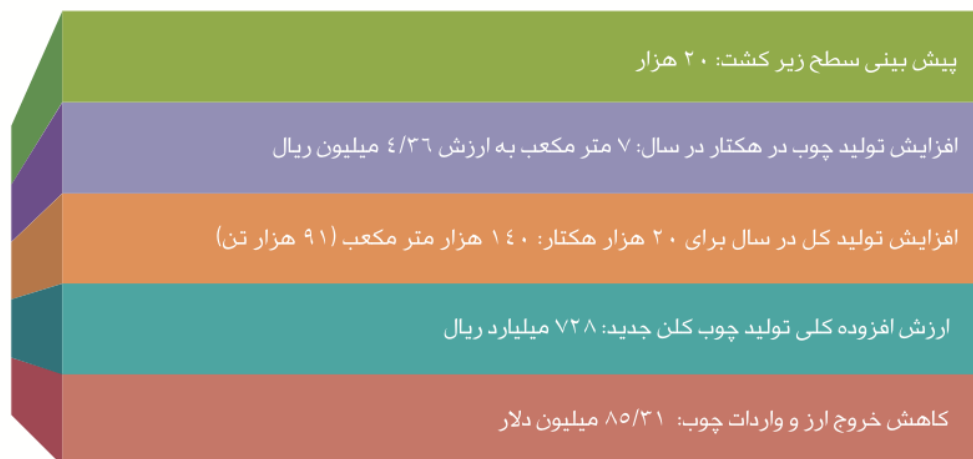 پیش بینی سطح زیر کشت: ۲۰ هزار
افزایش تولید چوب در هکتار در سال: ۷ متر مکعب به ارزش ۴/۳۶ میلیون ریال
افزایش تولید کل در سال برای ۲۰ هزار هکتار: ۱۴۰ هزار متر مکعب (۹۱ هزار تن)
ارزش افزوده کلی تولید چوب کلن جدید: ۷۲۸ میلیارد ریال
کاهش خروج ارز و واردات چوب: ۸۵/۳۱ میلیون دلار